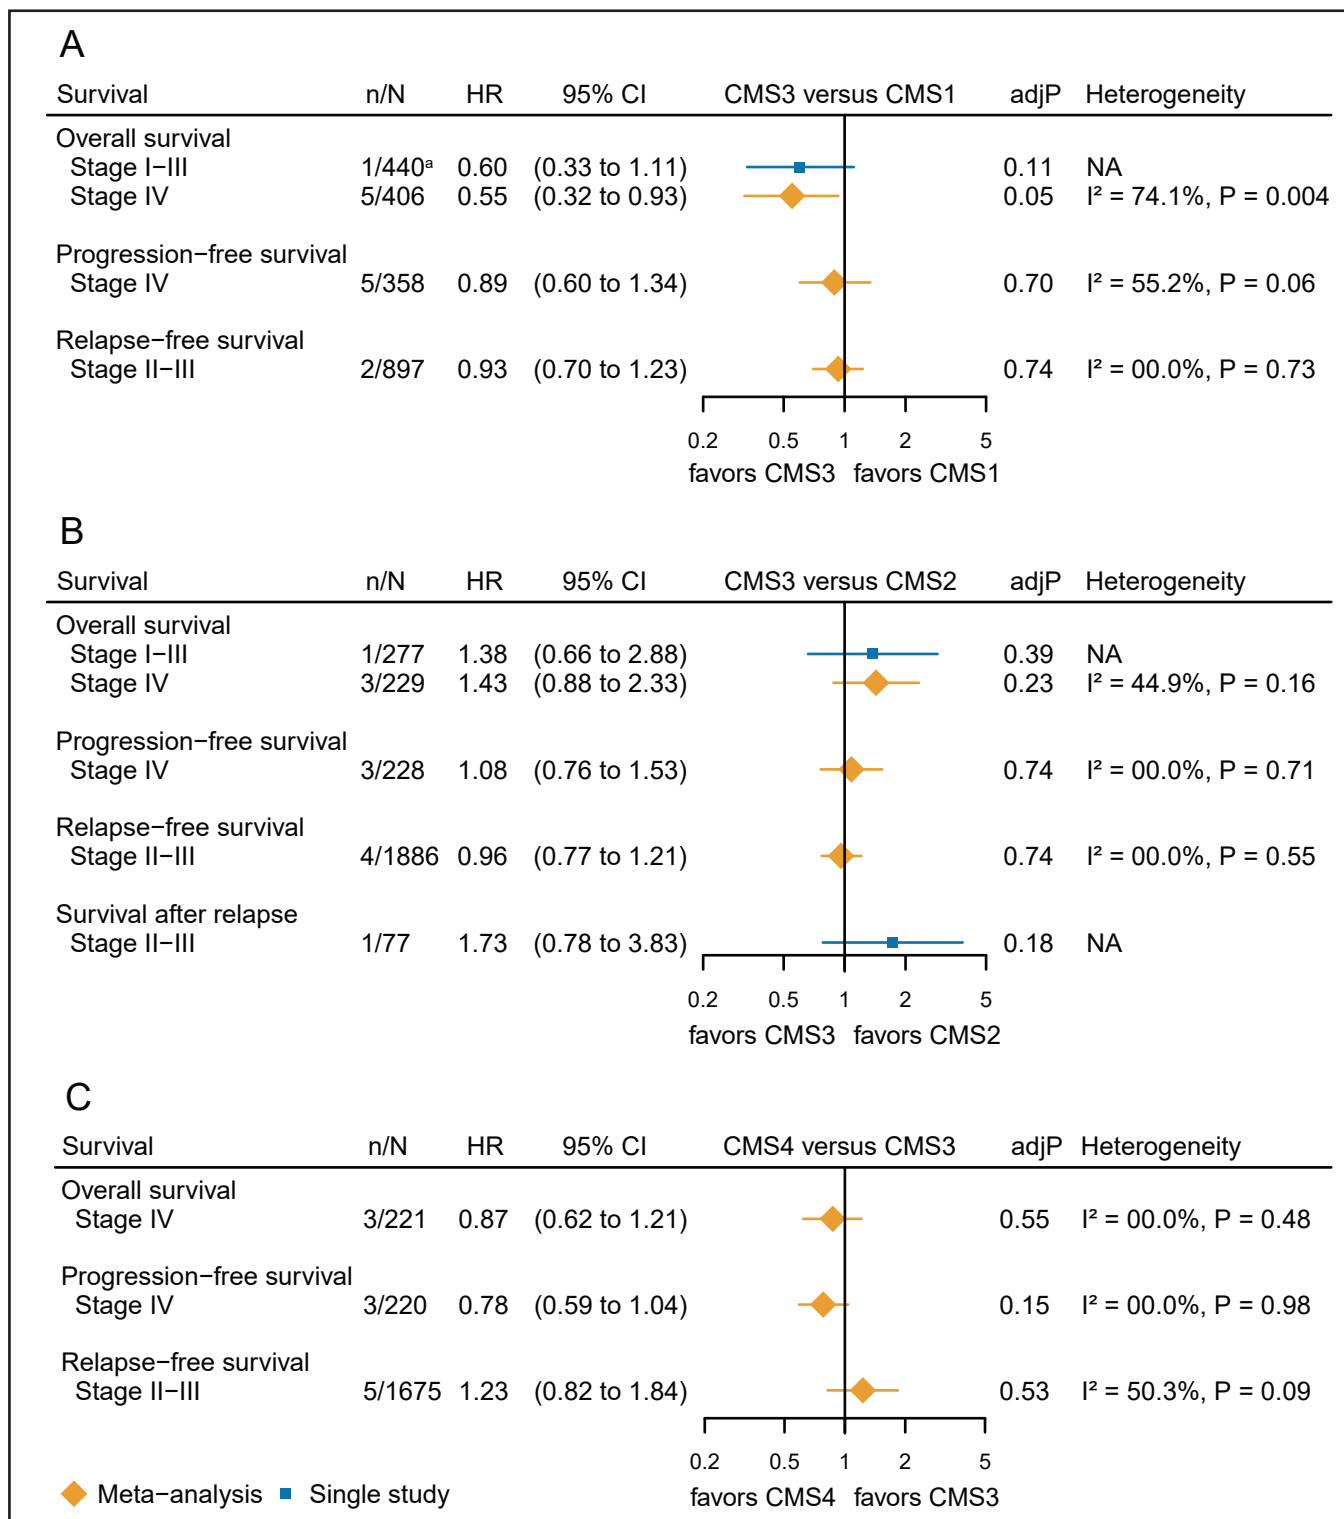 A
Survival n/N HR 95% CI CMS3 versus CMS1 adjP Heterogeneity
Overall survival
Stage I−III 1/440ᵃ 0.60 (0.33 to 1.11) 0.11 NA
Stage IV 5/406 0.55 (0.32 to 0.93) 0.05 I² = 74.1%, P = 0.004
Progression−free survival
Stage IV 5/358 0.89 (0.60 to 1.34) 0.70 I² = 55.2%, P = 0.06
Relapse−free survival
Stage II−III 2/897 0.93 (0.70 to 1.23) 0.74 I² = 00.0%, P = 0.73
0.2 0.5 1 2 5
favors CMS3 favors CMS1
B
Survival n/N HR 95% CI CMS3 versus CMS2 adjP Heterogeneity
Overall survival
Stage I−III 1/277 1.38 (0.66 to 2.88) 0.39 NA
Stage IV 3/229 1.43 (0.88 to 2.33) 0.23 I² = 44.9%, P = 0.16
Progression−free survival
Stage IV 3/228 1.08 (0.76 to 1.53) 0.74 I² = 00.0%, P = 0.71
Relapse−free survival
Stage II−III 4/1886 0.96 (0.77 to 1.21) 0.74 I² = 00.0%, P = 0.55
Survival after relapse
Stage II−III 1/77 1.73 (0.78 to 3.83) 0.18 NA
0.2 0.5 1 2 5
favors CMS3 favors CMS2
C
Survival n/N HR 95% CI CMS4 versus CMS3 adjP Heterogeneity
Overall survival
Stage IV 3/221 0.87 (0.62 to 1.21) 0.55 I² = 00.0%, P = 0.48
Progression−free survival
Stage IV 3/220 0.78 (0.59 to 1.04) 0.15 I² = 00.0%, P = 0.98
Relapse−free survival
Stage II−III 5/1675 1.23 (0.82 to 1.84) 0.53 I² = 50.3%, P = 0.09
0.2 0.5 1 2 5
Meta−analysis Single study favors CMS4 favors CMS3